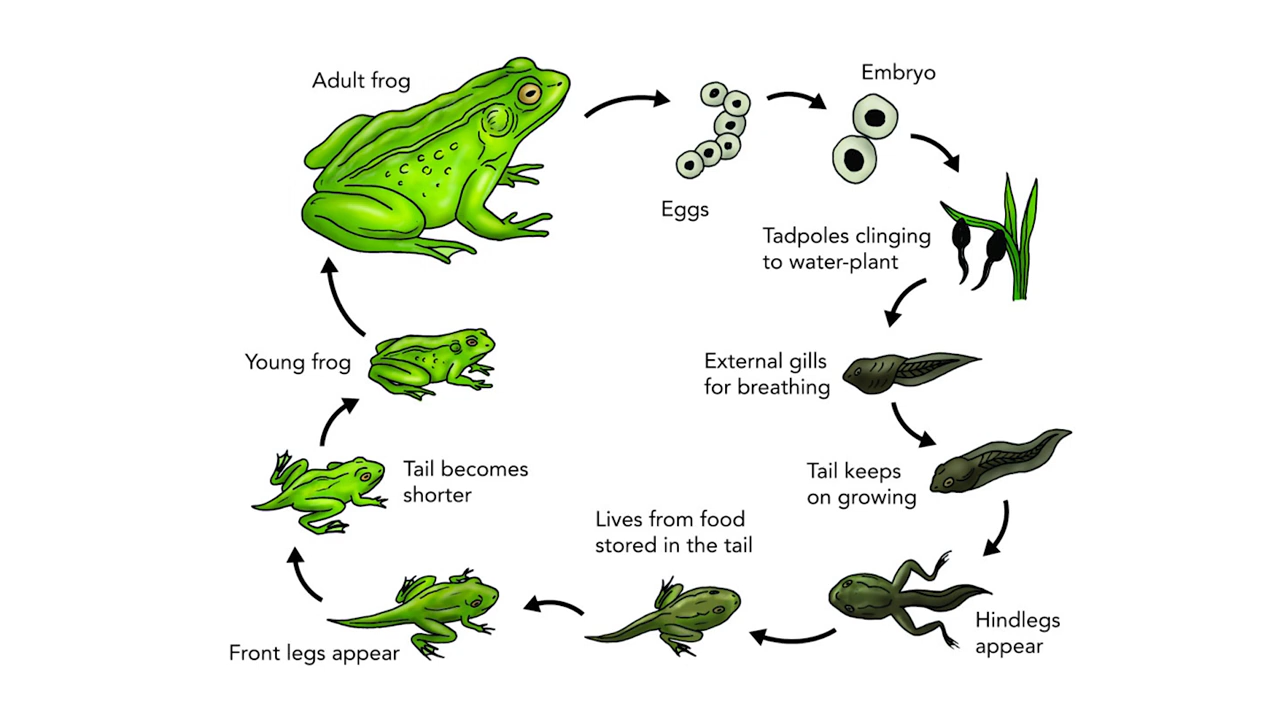 Adult frog
Eggs
Embryo
Tadpoles clinging
to water-plant
External gills
for breathing
Tail keeps
on growing
Hindlegs
appear
Lives from food
stored in the tail
Front legs appear
Tail becomes
shorter
Young frog